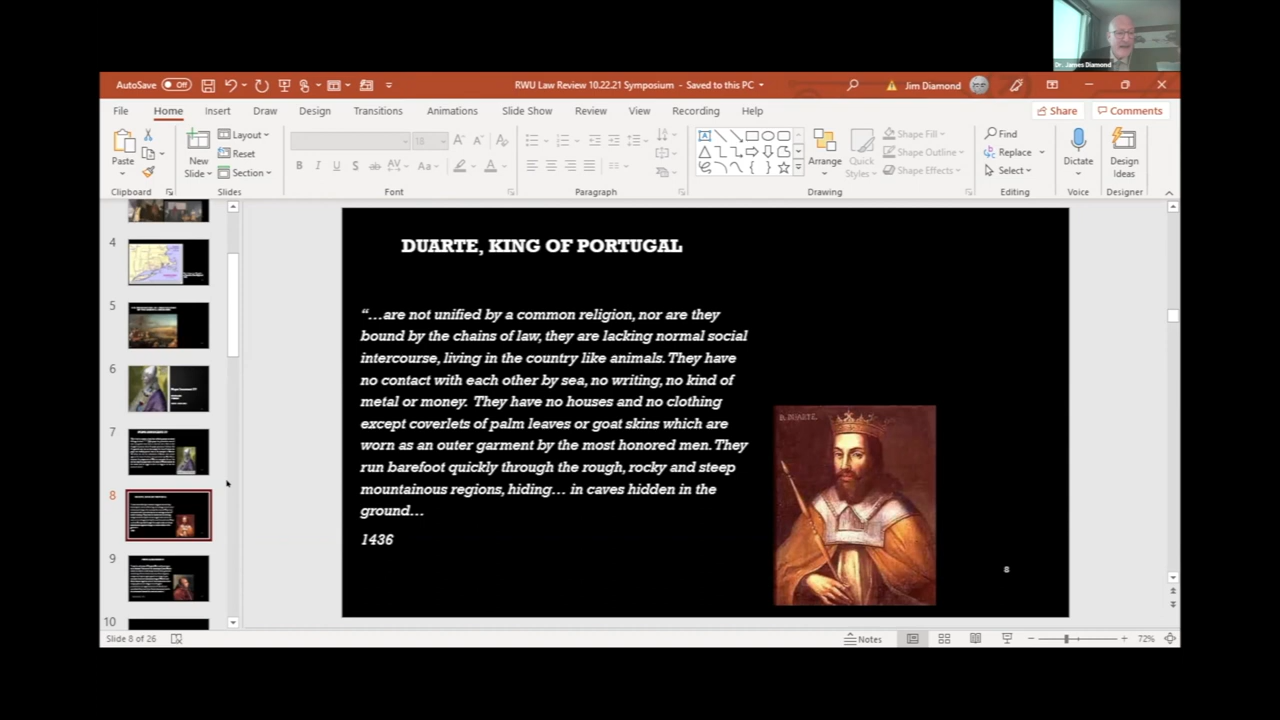 Dr. James Diamond
AutoSave Off
RWU Law Review 10.22.21 Symposium - Saved to this PC
Jim Diamond
File Home Insert Draw Design Transitions Animations Slide Show Review View Recording Help
Share Comments
Paste
New
Slide
Layout
Reset
Section
18
B I U S ab AV Aa A
Arrange
Quick
Styles
Shape Fill
Shape Outline
Shape Effects
Find
Replace
Select
Dictate
Design
Ideas
Clipboard Slides Font Paragraph Drawing Editing Voice Designer
4
5
6
7
8
9
10
DUARTE, KING OF PORTUGAL
“…are not unified by a common religion, nor are they
bound by the chains of law, they are lacking normal social
intercourse, living in the country like animals. They have
no contact with each other by sea, no writing, no kind of
metal or money. They have no houses and no clothing
except coverlets of palm leaves or goat skins which are
worn as an outer garment by the most honored men. They
run barefoot quickly through the rough, rocky and steep
mountainous regions, hiding… in caves hidden in the
ground…
1436
D. DUARTE.
8
Slide 8 of 26
Notes
72%